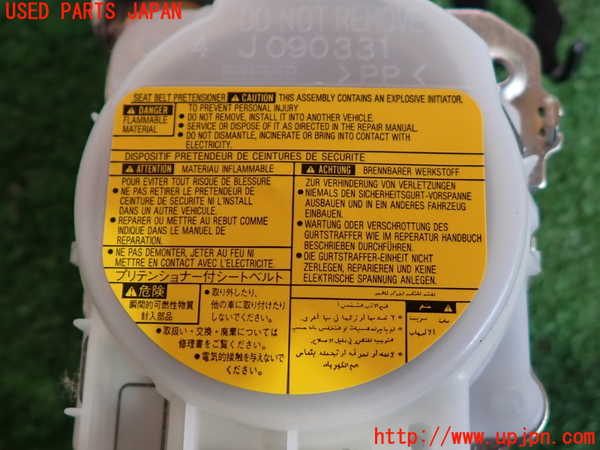 USED PARTS JAPAN
DO NOT REMOVE
4 J 090331
>PP<
SEAT BELT PRETENSIONER CAUTION THIS ASSEMBLY CONTAINS AN EXPLOSIVE INITIATOR.
DANGER
FLAMMABLE
MATERIAL
TO PREVENT PERSONAL INJURY
● DO NOT REMOVE, INSTALL IT INTO ANOTHER VEHICLE.
● SERVICE OR DISPOSE OF IT AS DIRECTED IN THE REPAIR MANUAL.
● DO NOT DISMANTLE, INCINERATE OR BRING INTO CONTACT WITH
ELECTRICITY.
DISPOSITIF PRETENDEUR DE CEINTURES DE SECURITE
ATTENTION MATERIAU INFLAMMABLE
POUR EVITER TOUT RISQUE DE BLESSURE
● NE PAS RETIRER LE PRETENDEUR DE
CEINTURE DE SECURITE NI L'INSTALL
DANS UN AUTRE VEHICULE.
● REPARER OU METTRE AU REBUT COMME
INDIQUE DANS LE MANUEL DE
REPARATION.
● NE PAS DEMONTER, JETER AU FEU NI
METTRE EN CONTACT AVEC L'ELECTRICITE.
ACHTUNG BRENNBARER WERKSTOFF
ZUR VERHINDERUNG VON VERLETZUNGEN
● NIEMALS DEN SICHERHEITSGURT-VORSPANNE
AUSBAUEN UND IN EIN ANDERES FAHRZEUG
EINBAUEN.
● WARTUNG ODER VERSCHROTTUNG DES
GURTSTRAFFER WIE IM REPERATUR HANDBUCH
BESCHRIEBEN DURCHFÜHREN.
● DIE GURTSTRAFFER-EINHEIT NICHT
ZERLEGEN, REPARIEREN UND KEINE
ELEKTRISCHE SPANNUNG ANLEGEN.
プリテンショナー付シートベルト
危険
瞬間的可燃性物質
封入部品
● 取り外したり、
他の車に取付けたり
しないでください。
● 取扱い・交換・廃棄については
修理書をご覧ください。
● 電気的接触を与えないで
ください。
http://www.upjpn.com/